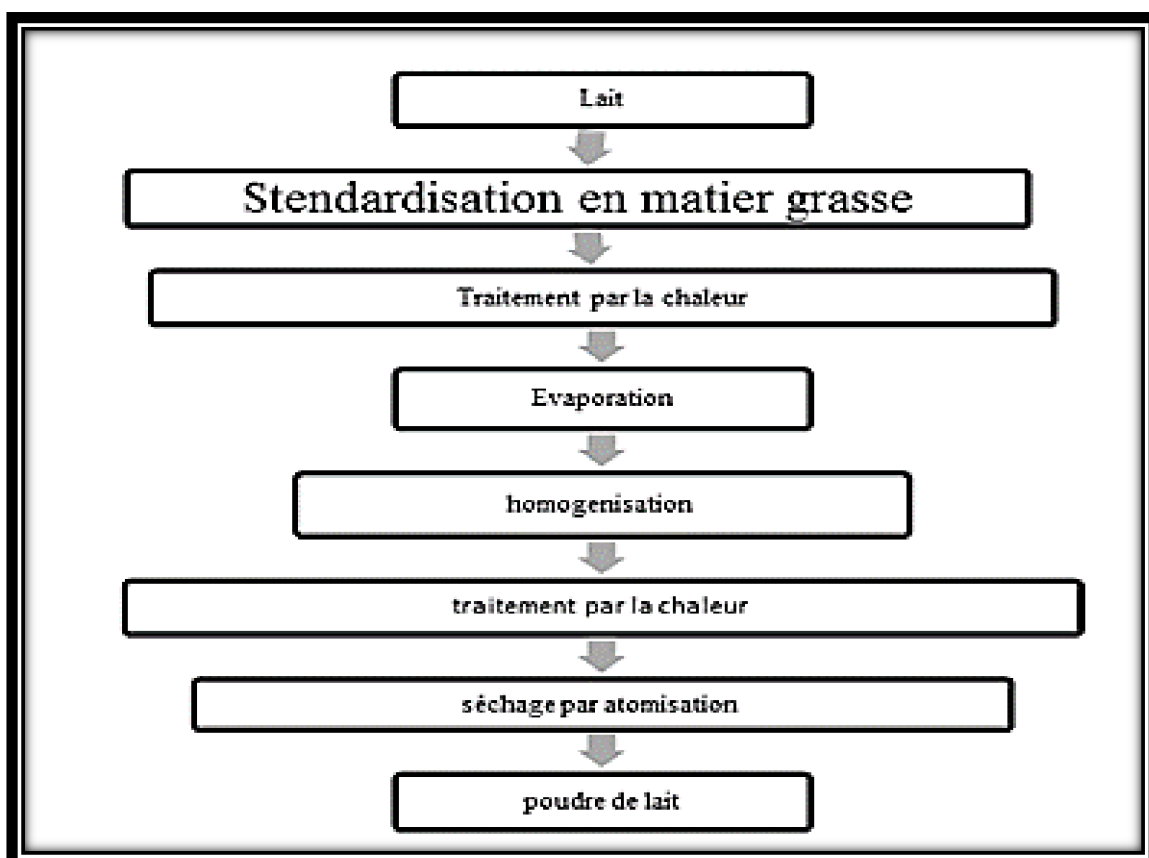 Lait
Stendardisation en matier grasse
Traitement par la chaleur
Evaporation
homogenisation
traitement par la chaleur
séchage par atomisation
poudre de lait